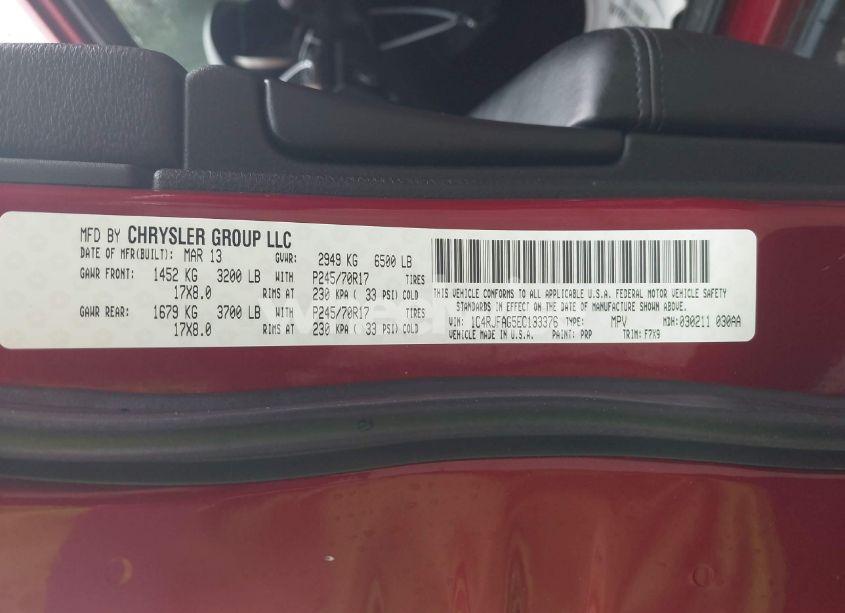 MFD BY CHRYSLER GROUP LLC
DATE OF MFR(BUILT): MAR 13 GVWR: 2949 KG 6500 LB
GAWR FRONT: 1452 KG 3200 LB WITH P245/70R17 TIRES
17X8.0 RIMS AT 230 KPA ( 33 PSI) COLD
GAWR REAR: 1679 KG 3700 LB WITH P245/70R17 TIRES
17X8.0 RIMS AT 230 KPA ( 33 PSI) COLD
THIS VEHICLE CONFORMS TO ALL APPLICABLE U.S.A. FEDERAL MOTOR VEHICLE SAFETY
STANDARDS IN EFFECT ON THE DATE OF MANUFACTURE SHOWN ABOVE.
VIN: 1C4RJFAG5EC133376 TYPE: MPV MDH: 030211 030AA
VEHICLE MADE IN U.S.A. PAINT: PRP TRIM: F7X9